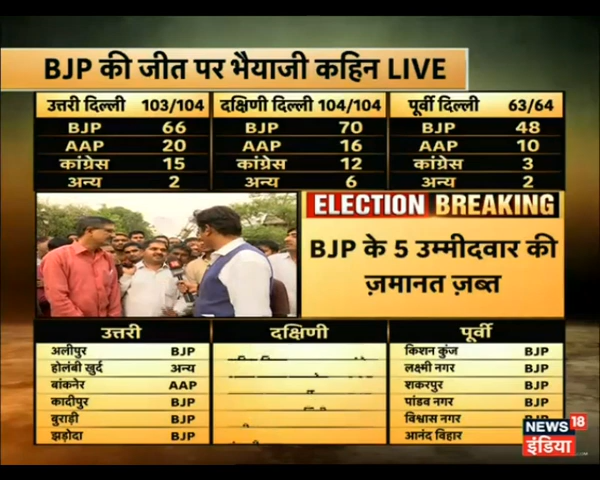 BJP की जीत पर भैयाजी कहिन LIVE
उत्तरी दिल्ली 103/104
BJP 66
AAP 20
कांग्रेस 15
अन्य 2
दक्षिणी दिल्ली 104/104
BJP 70
AAP 16
कांग्रेस 12
अन्य 6
पूर्वी दिल्ली 63/64
BJP 48
AAP 10
कांग्रेस 3
अन्य 2
ELECTION BREAKING
BJP के 5 उम्मीदवार की
ज़मानत ज़ब्त
उत्तरी
अलीपुर BJP
होलंबी खुर्द अन्य
बांकनेर AAP
कादीपुर BJP
बुराड़ी BJP
झड़ोदा BJP
दक्षिणी
पूर्वी
किशन कुंज BJP
लक्ष्मी नगर BJP
शकरपुर BJP
पांडव नगर BJP
विश्वास नगर BJP
आनंद विहार
NEWS 18
इंडिया